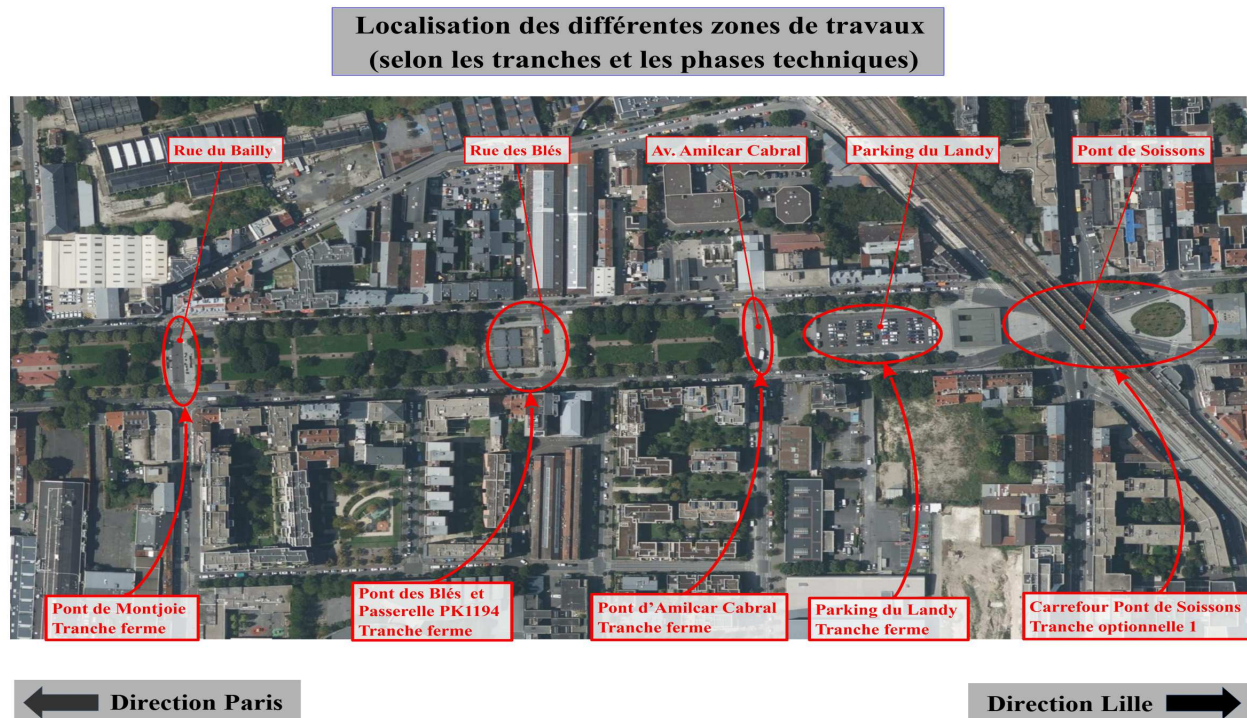 Localisation des différentes zones de travaux
(selon les tranches et les phases techniques)
Rue du Bailly
Rue des Blés
Av. Amilcar Cabral
Parking du Landy
Pont de Soissons
Pont de Montjoie
Tranche ferme
Pont des Blés et
Passerelle PK1194
Tranche ferme
Pont d'Amilcar Cabral
Tranche ferme
Parking du Landy
Tranche ferme
Carrefour Pont de Soissons
Tranche optionnelle 1
Direction Paris
Direction Lille